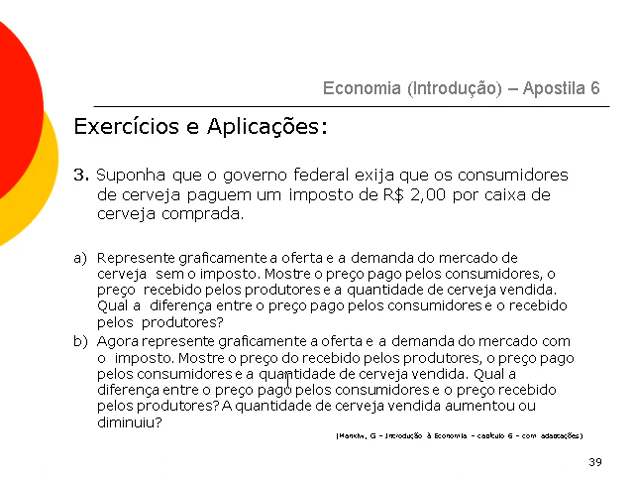 Economia (Introdução) – Apostila 6
Exercícios e Aplicações:
3. Suponha que o governo federal exija que os consumidores
de cerveja paguem um imposto de R$ 2,00 por caixa de
cerveja comprada.
a) Represente graficamente a oferta e a demanda do mercado de
cerveja sem o imposto. Mostre o preço pago pelos consumidores, o
preço recebido pelos produtores e a quantidade de cerveja vendida.
Qual a diferença entre o preço pago pelos consumidores e o recebido
pelos produtores?
b) Agora represente graficamente a oferta e a demanda do mercado com
o imposto. Mostre o preço do recebido pelos produtores, o preço pago
pelos consumidores e a quantidade de cerveja vendida. Qual a
diferença entre o preço pago pelos consumidores e o preço recebido
pelos produtores? A quantidade de cerveja vendida aumentou ou
diminuiu?
(Mankiw, G – Introdução à Economia – capítulo 6 – com adaptações)
39